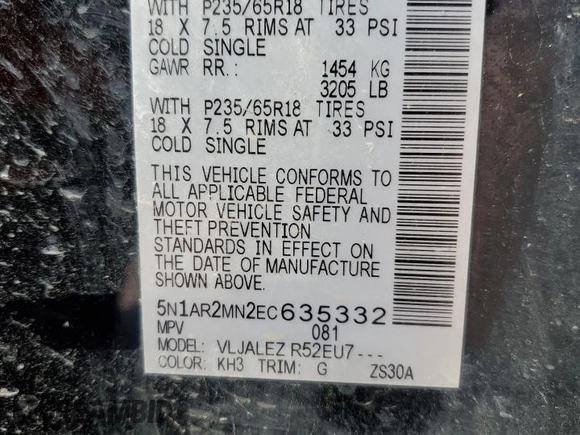 WITH P235/65R18 TIRES
18 X 7.5 RIMS AT 33 PSI
COLD SINGLE
GAWR RR.: 1454 KG
3205 LB
WITH P235/65R18 TIRES
18 X 7.5 RIMS AT 33 PSI
COLD SINGLE
THIS VEHICLE CONFORMS TO
ALL APPLICABLE FEDERAL
MOTOR VEHICLE SAFETY AND
THEFT PREVENTION
STANDARDS IN EFFECT ON
THE DATE OF MANUFACTURE
SHOWN ABOVE.
5N1AR2MN2EC635332
MPV 081
MODEL: VLJALEZ R52EU7---
COLOR: KH3 TRIM: G ZS30A